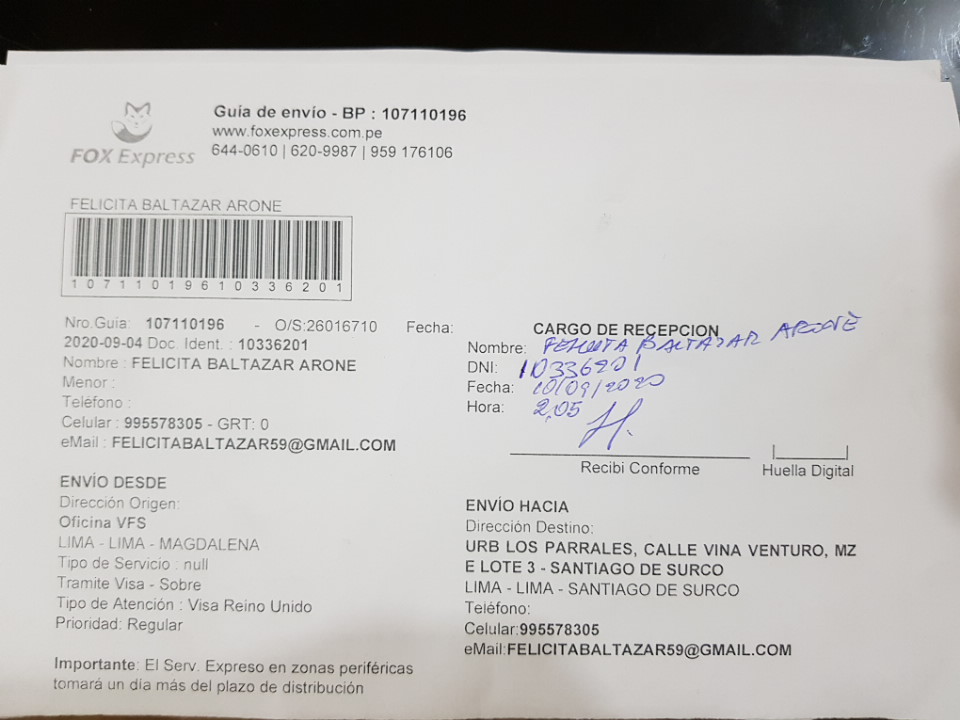 FOX Express
Guía de envío - BP : 107110196
www.foxexpress.com.pe
644-0610 | 620-9987 | 959 176106
FELICITA BALTAZAR ARONE
10711019610336201
Nro.Guia: 107110196 - O/S:26016710 Fecha:
2020-09-04 Doc. Ident. : 10336201
Nombre : FELICITA BALTAZAR ARONE
Menor :
Teléfono :
Celular : 995578305 - GRT: 0
eMail : FELICITABALTAZAR59@GMAIL.COM
CARGO DE RECEPCION
Nombre: FELICITA BALTAZAR ARONE
DNI: 10336201
Fecha: 10/09/2020
Hora: 2,05
Recibi Conforme
Huella Digital
ENVÍO DESDE
Dirección Origen:
Oficina VFS
LIMA - LIMA - MAGDALENA
Tipo de Servicio : null
Tramite Visa - Sobre
Tipo de Atención : Visa Reino Unido
Prioridad: Regular
ENVÍO HACIA
Dirección Destino:
URB LOS PARRALES, CALLE VINA VENTURO, MZ
E LOTE 3 - SANTIAGO DE SURCO
LIMA - LIMA - SANTIAGO DE SURCO
Teléfono:
Celular:995578305
eMail:FELICITABALTAZAR59@GMAIL.COM
Importante: El Serv. Expreso en zonas periféricas
tomará un día más del plazo de distribución